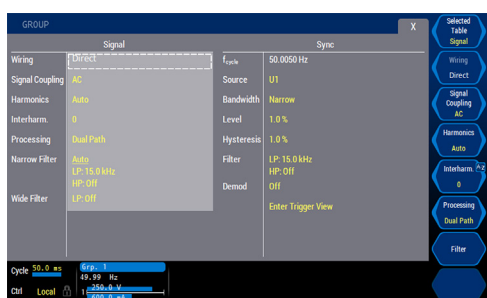 GROUP
X
Signal
Sync
Wiring Direct
fcycle 50.0050 Hz
Signal Coupling AC
Source U1
Harmonics Auto
Bandwidth Narrow
Interharm. 0
Level 1.0 %
Processing Dual Path
Hysteresis 1.0 %
Narrow Filter Auto
LP: 15.0 kHz
HP: Off
Filter LP: 15.0 kHz
HP: Off
Demod Off
Wide Filter LP: Off
Enter Trigger View
Selected Table
Signal
Wiring
Direct
Signal Coupling
AC
Harmonics
Auto
Interharm.
0
Processing
Dual Path
Filter
Cycle 50.0 ms
Ctrl Local
Grp. 1
49.99 Hz
1 250.0 V
600.0 mA